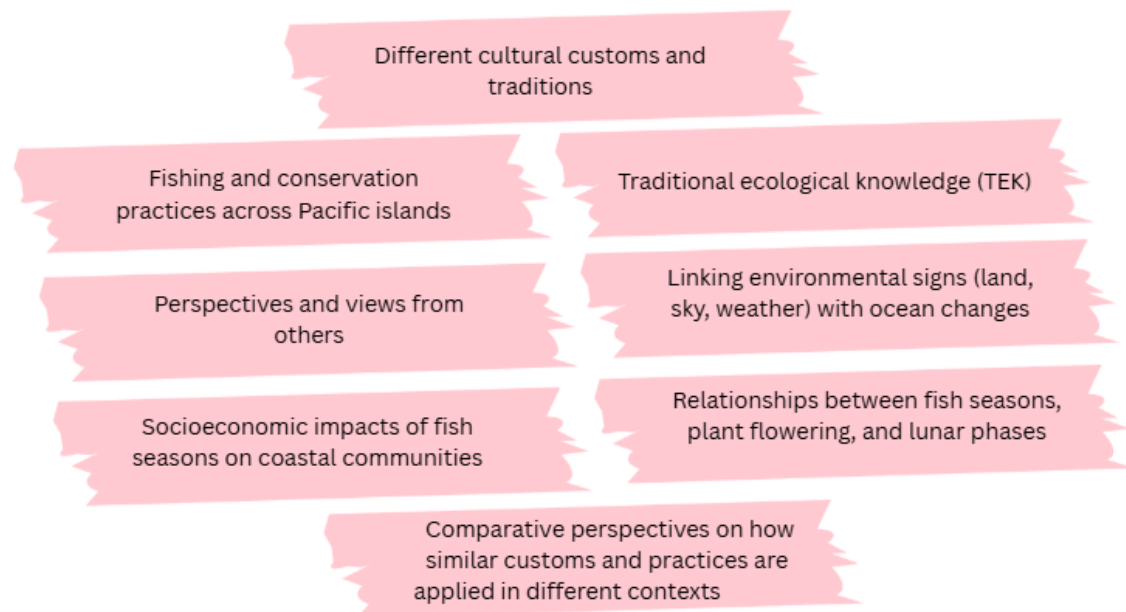 Different cultural customs and
traditions
Fishing and conservation
practices across Pacific islands
Traditional ecological knowledge (TEK)
Perspectives and views from
others
Linking environmental signs (land,
sky, weather) with ocean changes
Socioeconomic impacts of fish
seasons on coastal communities
Relationships between fish seasons,
plant flowering, and lunar phases
Comparative perspectives on how
similar customs and practices are
applied in different contexts